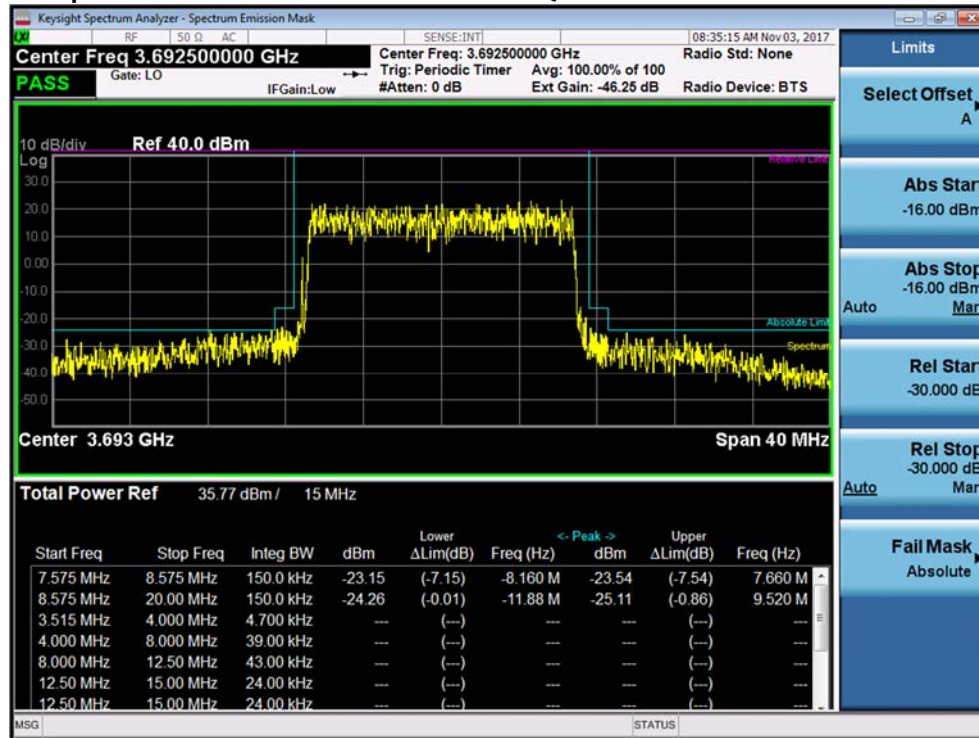 Keysight Spectrum Analyzer - Spectrum Emission Mask
LXI RF 50 Ω AC SENSE:INT 08:35:15 AM Nov 03, 2017
Center Freq 3.692500000 GHz Center Freq: 3.692500000 GHz Radio Std: None
Trig: Periodic Timer Avg: 100.00% of 100
PASS Gate: LO IFGain:Low #Atten: 0 dB Ext Gain: -46.25 dB Radio Device: BTS
10 dB/div Ref 40.0 dBm
Log
Relative Limit
30.0
20.0
10.0
0.00
-10.0
-20.0
Absolute Limit
-30.0
Spectrum
-40.0
-50.0
Center 3.693 GHz Span 40 MHz
Total Power Ref 35.77 dBm / 15 MHz
Lower <- Peak -> Upper
Start Freq Stop Freq Integ BW dBm ΔLim(dB) Freq (Hz) dBm ΔLim(dB) Freq (Hz)
7.575 MHz 8.575 MHz 150.0 kHz -23.15 (-7.15) -8.160 M -23.54 (-7.54) 7.660 M
8.575 MHz 20.00 MHz 150.0 kHz -24.26 (-0.01) -11.88 M -25.11 (-0.86) 9.520 M
3.515 MHz 4.000 MHz 4.700 kHz --- (---) --- --- (---) ---
4.000 MHz 8.000 MHz 39.00 kHz --- (---) --- --- (---) ---
8.000 MHz 12.50 MHz 43.00 kHz --- (---) --- --- (---) ---
12.50 MHz 15.00 MHz 24.00 kHz --- (---) --- --- (---) ---
12.50 MHz 15.00 MHz 24.00 kHz --- (---) --- --- (---) ---
MSG STATUS
Limits
Select Offset
A
Abs Start
-16.00 dBm
Abs Stop
-16.00 dBm
Auto Man
Rel Start
-30.000 dB
Rel Stop
-30.000 dB
Auto Man
Fail Mask
Absolute